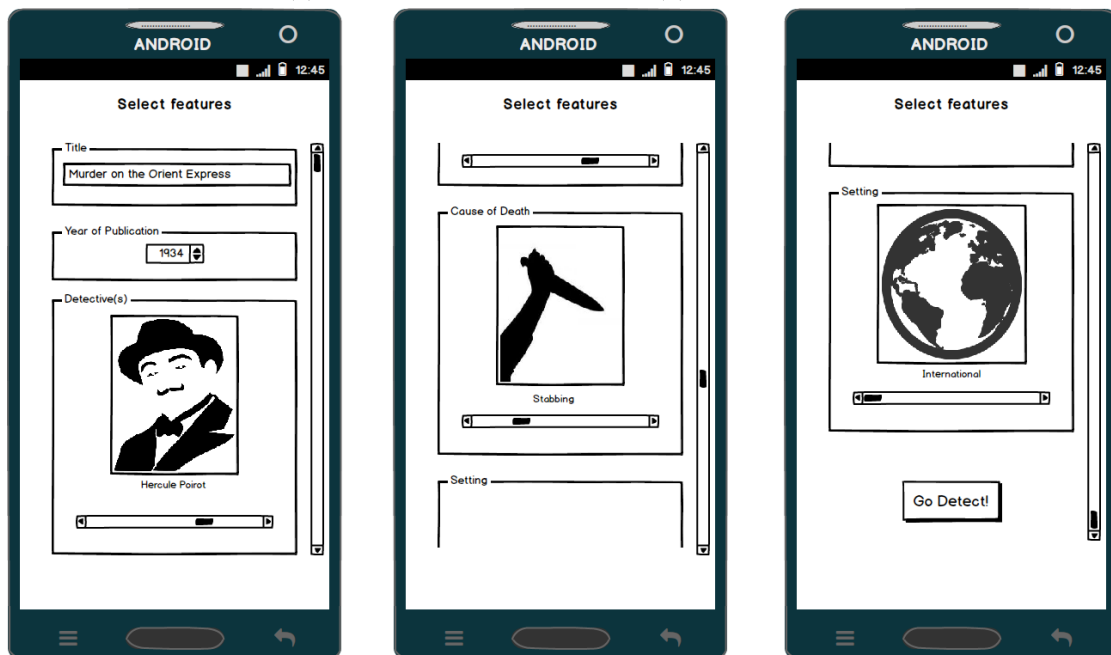 ANDROID
12:45
Select features
Title
Murder on the Orient Express
Year of Publication
1934
Detective(s)
Hercule Poirot
ANDROID
12:45
Select features
Cause of Death
Stabbing
Setting
ANDROID
12:45
Select features
Setting
International
Go Detect!